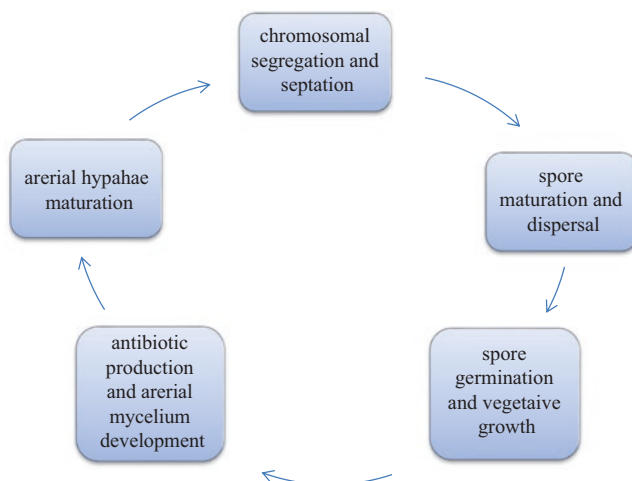 chromosomal
segregation and
septation
spore
maturation and
dispersal
spore
germination
and vegetaive
growth
antibiotic
production
and arerial
mycelium
development
arerial hypahae
maturation